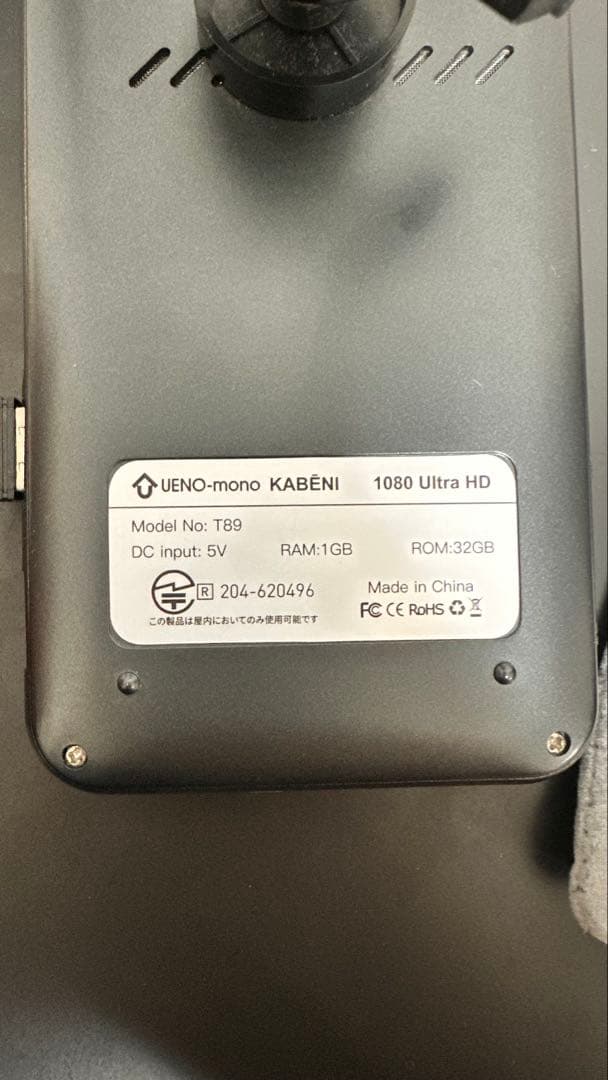 UENO-mono KABĒNI 1080 Ultra HD
Model No: T89
DC input: 5V RAM:1GB ROM:32GB
R 204-620496 Made in China
FC CE RoHS
この製品は屋内においてのみ使用可能です